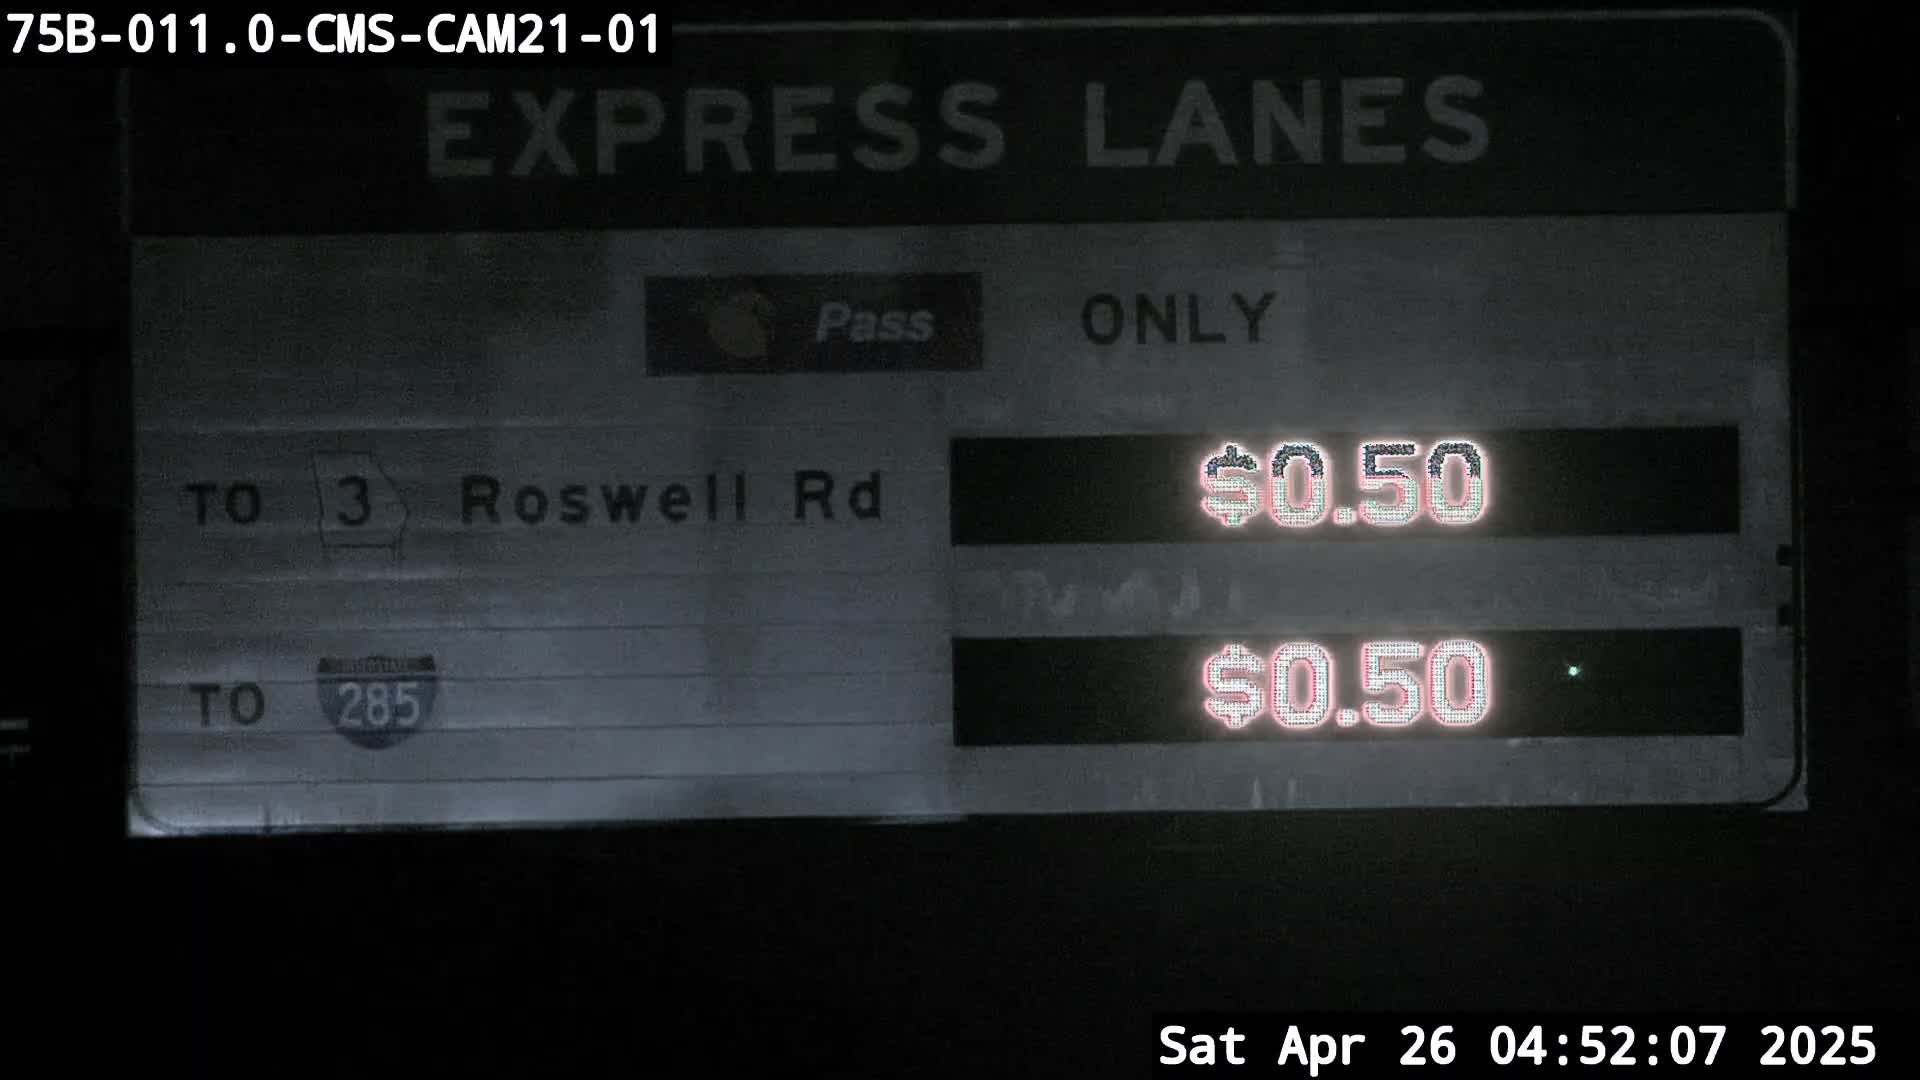 75B-011.0-CMS-CAM21-01
EXPRESS LANES
Pass ONLY
TO 3 Roswell Rd $0.50
TO INTERSTATE 285 $0.50
Sat Apr 26 04:52:07 2025